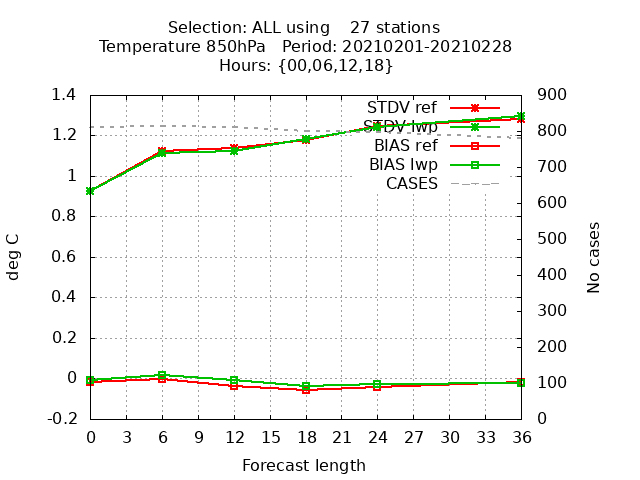 Selection: ALL using    27 stations
Temperature 850hPa   Period: 20210201-20210228
Hours: {00,06,12,18}
1.4
1.2
1
0.8
0.6
0.4
0.2
0
-0.2
deg C
STDV ref
STDV lwp
BIAS ref
BIAS lwp
CASES
900
800
700
600
500
400
300
200
100
0
No cases
0 3 6 9 12 15 18 21 24 27 30 33 36
Forecast length